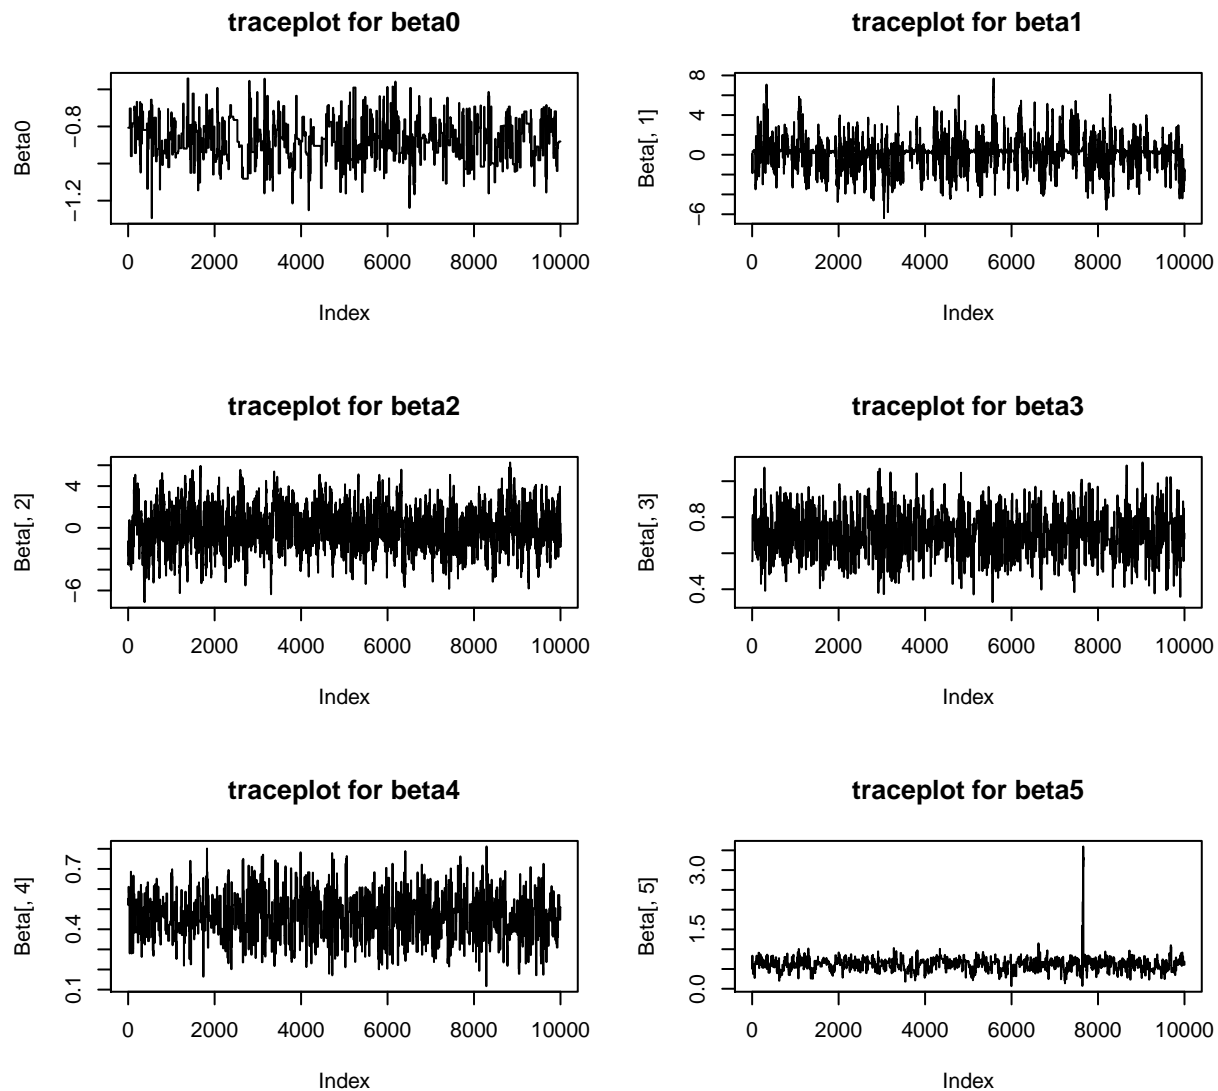 traceplot for beta0
Beta0
−1.2
−0.8
0 2000 4000 6000 8000 10000
Index
traceplot for beta1
Beta[, 1]
−6
0
4
8
0 2000 4000 6000 8000 10000
Index
traceplot for beta2
Beta[, 2]
−6
0
4
0 2000 4000 6000 8000 10000
Index
traceplot for beta3
Beta[, 3]
0.4
0.8
0 2000 4000 6000 8000 10000
Index
traceplot for beta4
Beta[, 4]
0.1
0.4
0.7
0 2000 4000 6000 8000 10000
Index
traceplot for beta5
Beta[, 5]
0.0
1.5
3.0
0 2000 4000 6000 8000 10000
Index